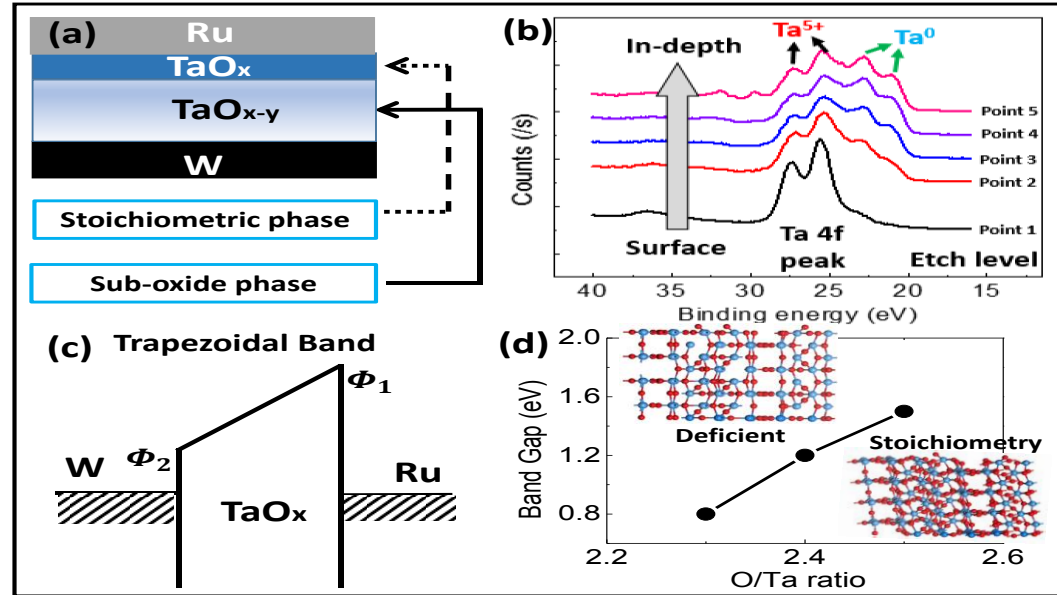 (a)
Ru
TaOx
TaOx-y
W
Stoichiometric phase
Sub-oxide phase
(b)
In-depth
Ta5+
Ta0
Point 5
Point 4
Point 3
Point 2
Point 1
Surface
Ta 4f
peak
Etch level
Counts (/s)
40
35
30
25
20
15
Binding energy (eV)
(c)
Trapezoidal Band
Φ1
Φ2
W
Ru
TaOx
(d)
2.0
1.6
1.2
0.8
Band Gap (eV)
Deficient
Stoichiometry
2.2
2.4
2.6
O/Ta ratio